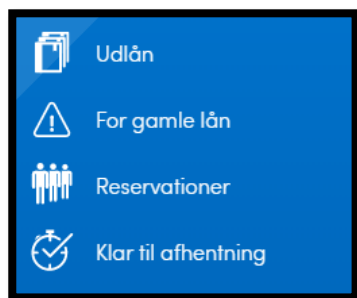 Udlån
For gamle lån
Reservationer
Klar til afhentning